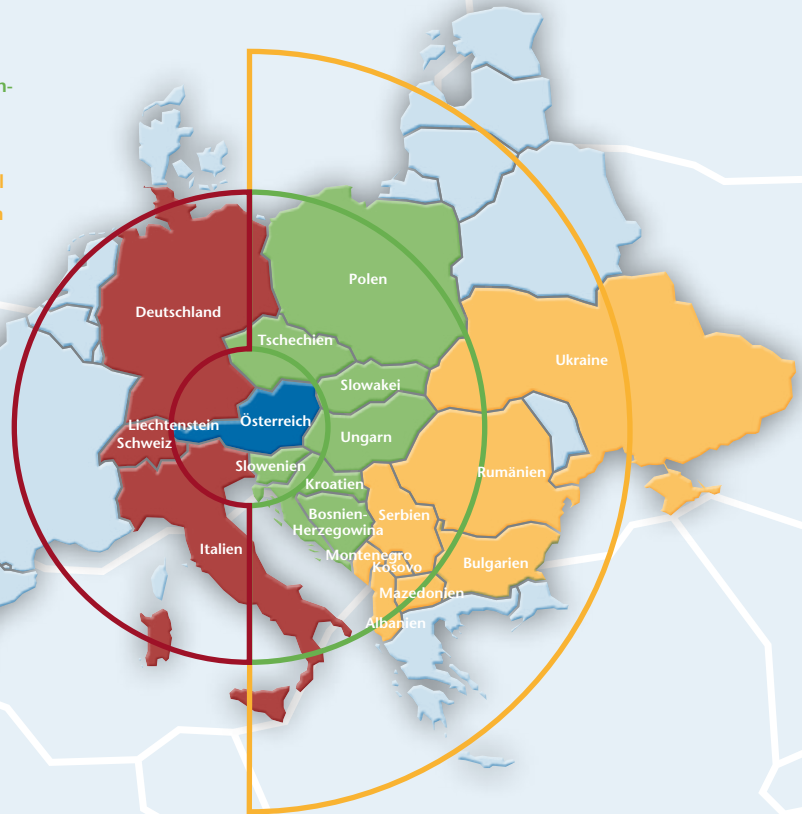 n-
l
n
Polen
Deutschland
Tschechien
Ukraine
Slowakei
Österreich
Liechtenstein
Schweiz
Ungarn
Slowenien
Rumänien
Kroatien
Bosnien-
Herzegowina
Serbien
Italien
Montenegro
Kosovo
Bulgarien
Mazedonien
Albanien